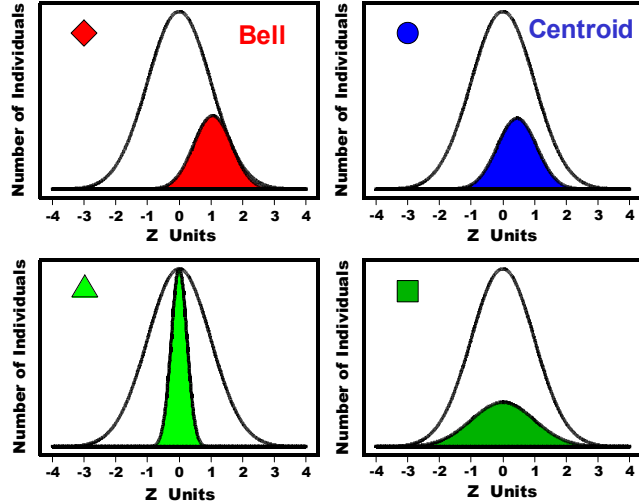 Number of Individuals
Bell
-4 -3 -2 -1 0 1 2 3 4
Z Units
Number of Individuals
Centroid
-4 -3 -2 -1 0 1 2 3 4
Z Units
Number of Individuals
-4 -3 -2 -1 0 1 2 3 4
Z Units
Number of Individuals
-4 -3 -2 -1 0 1 2 3 4
Z Units